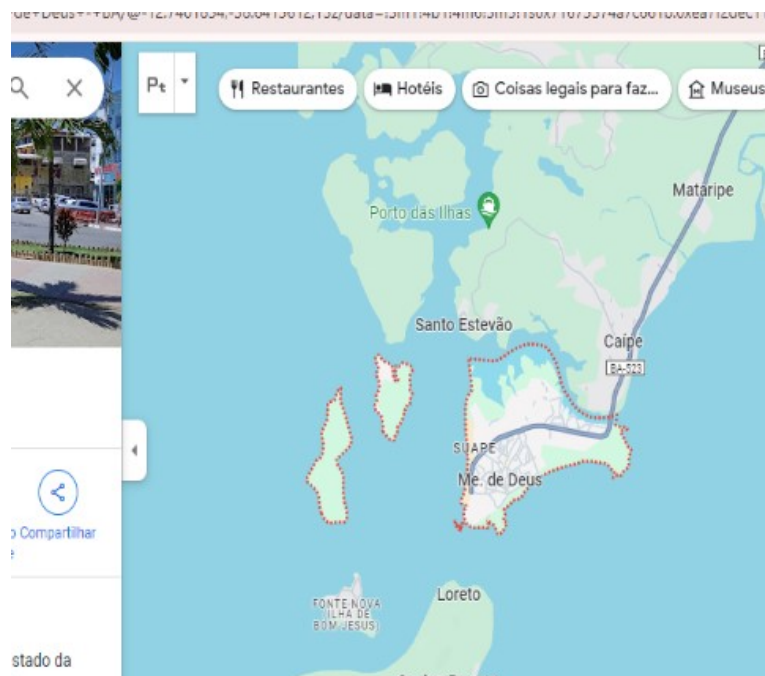 Restaurantes
Hotéis
Coisas legais para faz...
Museus
Mataripe
Porto das Ilhas
Santo Estevão
Caípe
BA-523
SUAPE
Me. de Deus
Compartilhar
Loreto
FONTE NOVA
ILHA DE
BOM JESUS
stado da